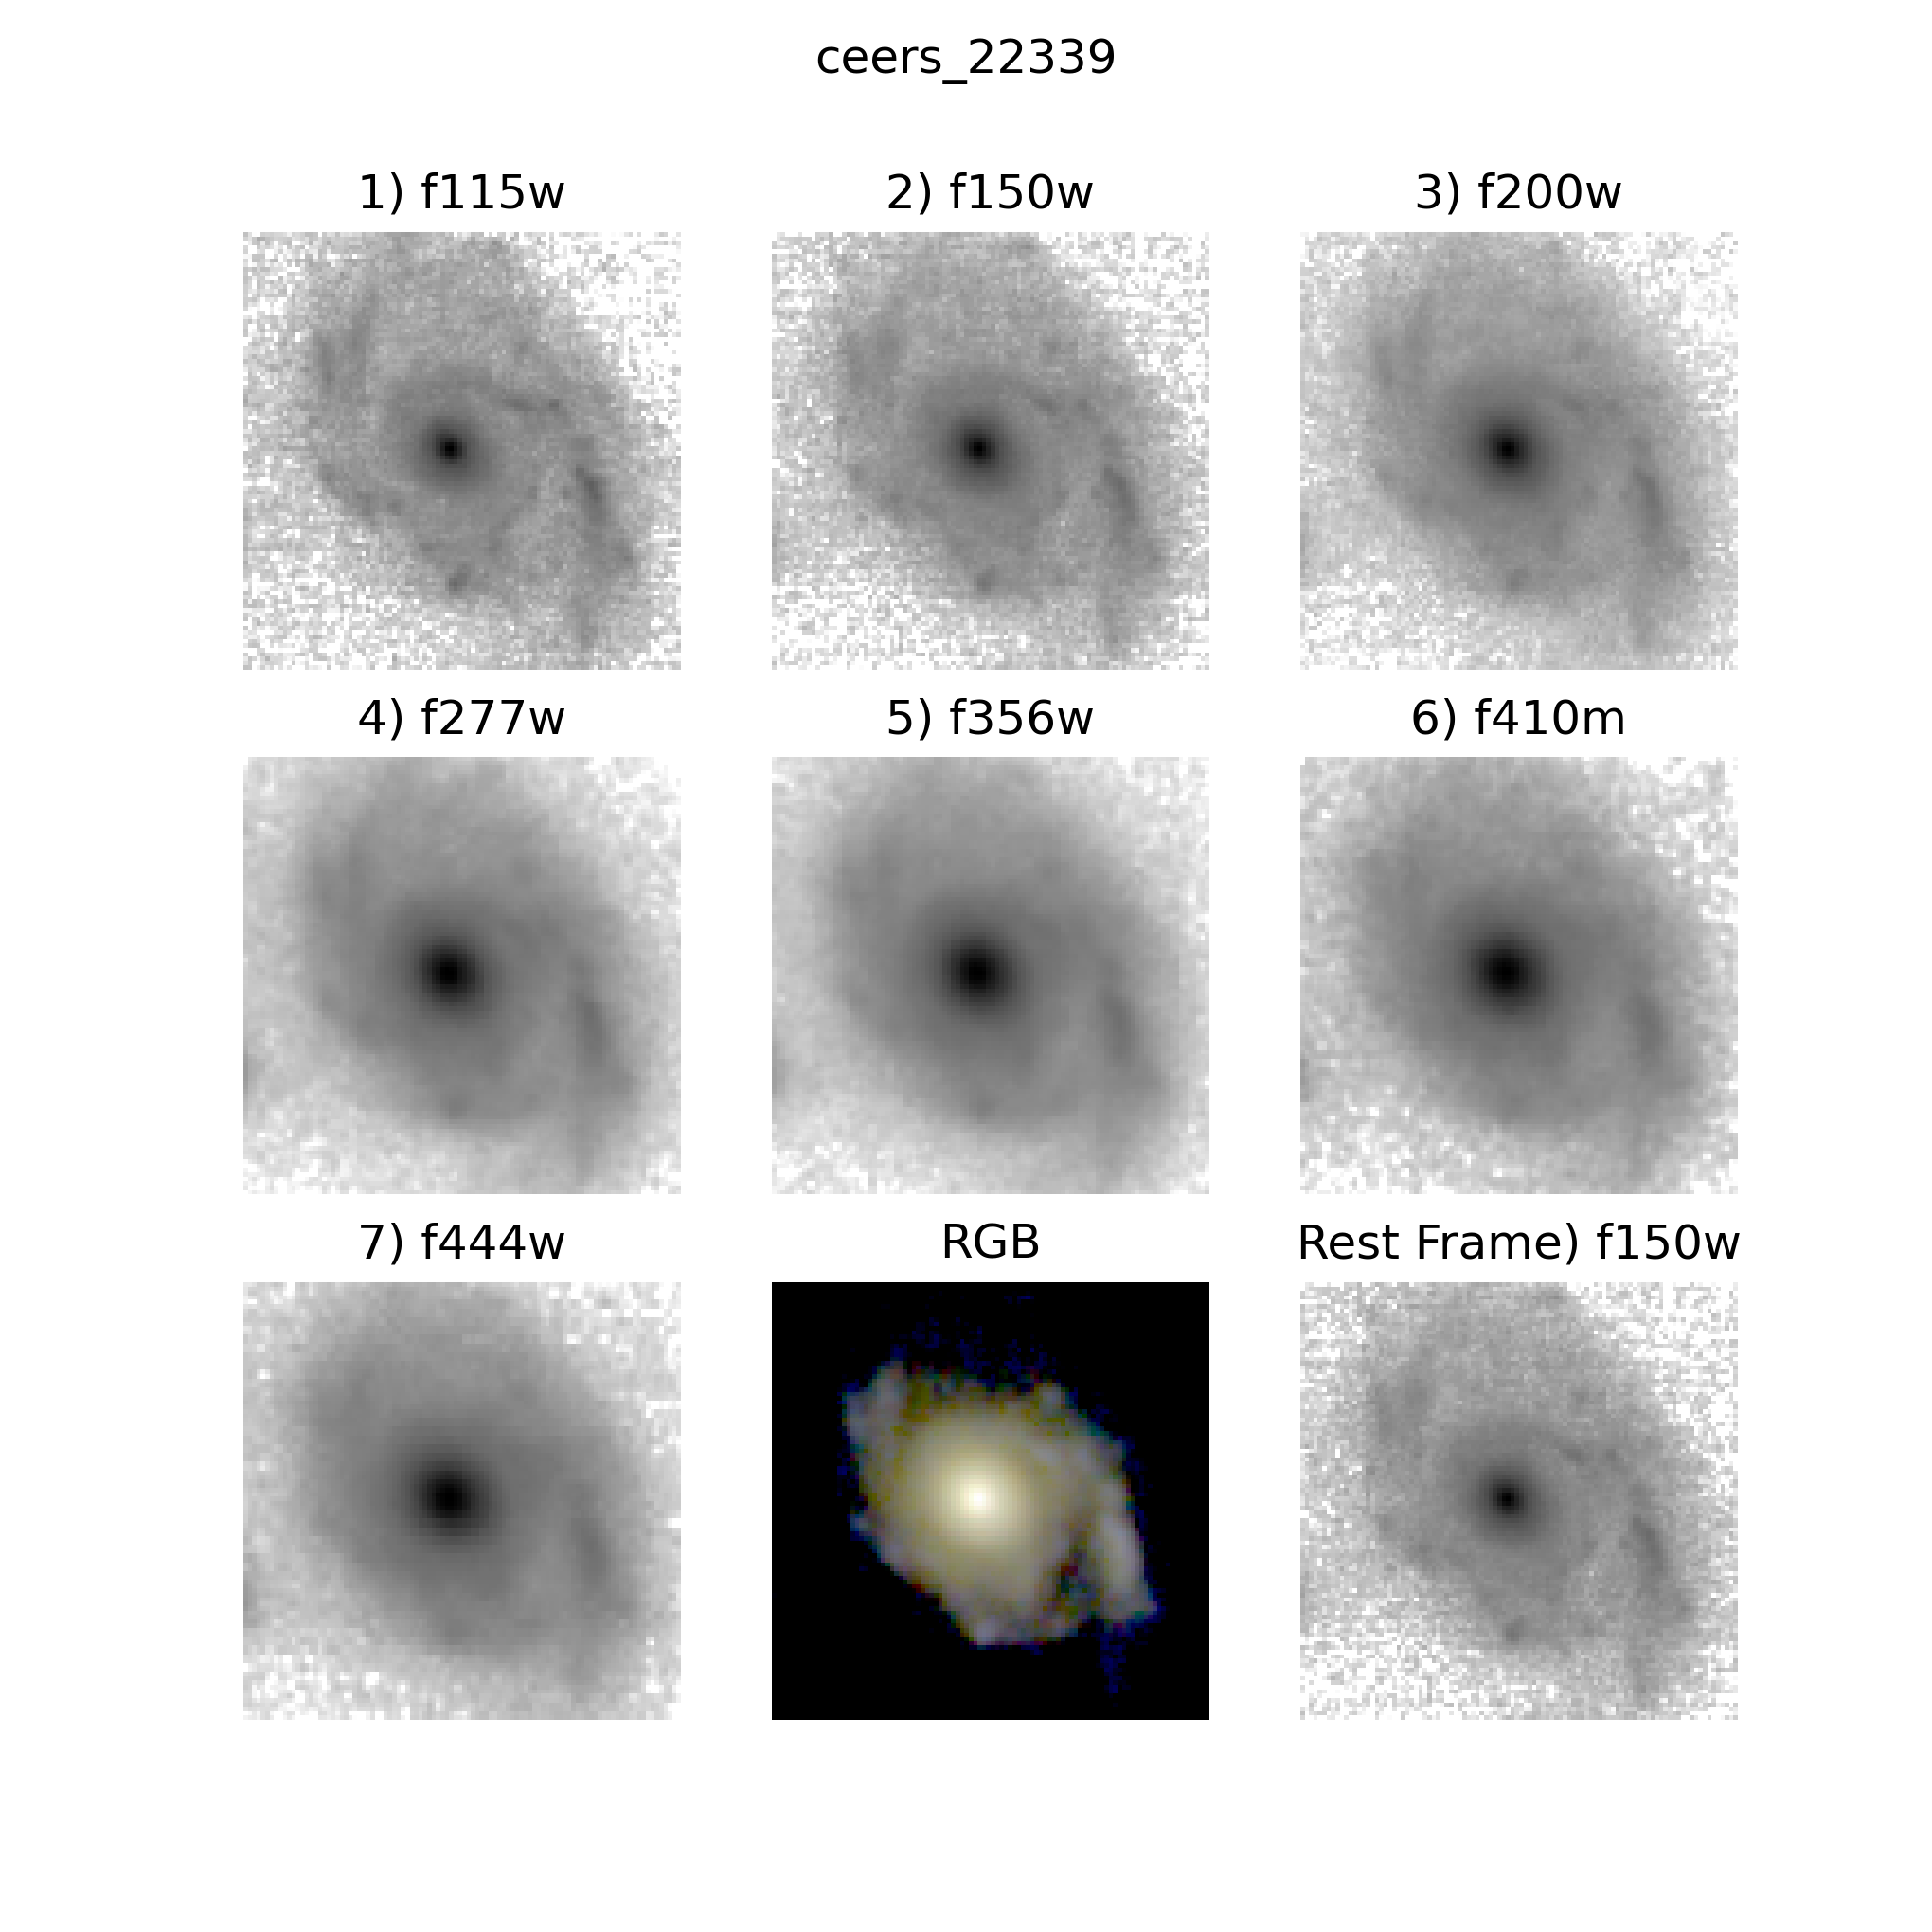 ceers_22339
1) f115w
2) f150w
3) f200w
4) f277w
5) f356w
6) f410m
7) f444w
RGB
Rest Frame) f150w